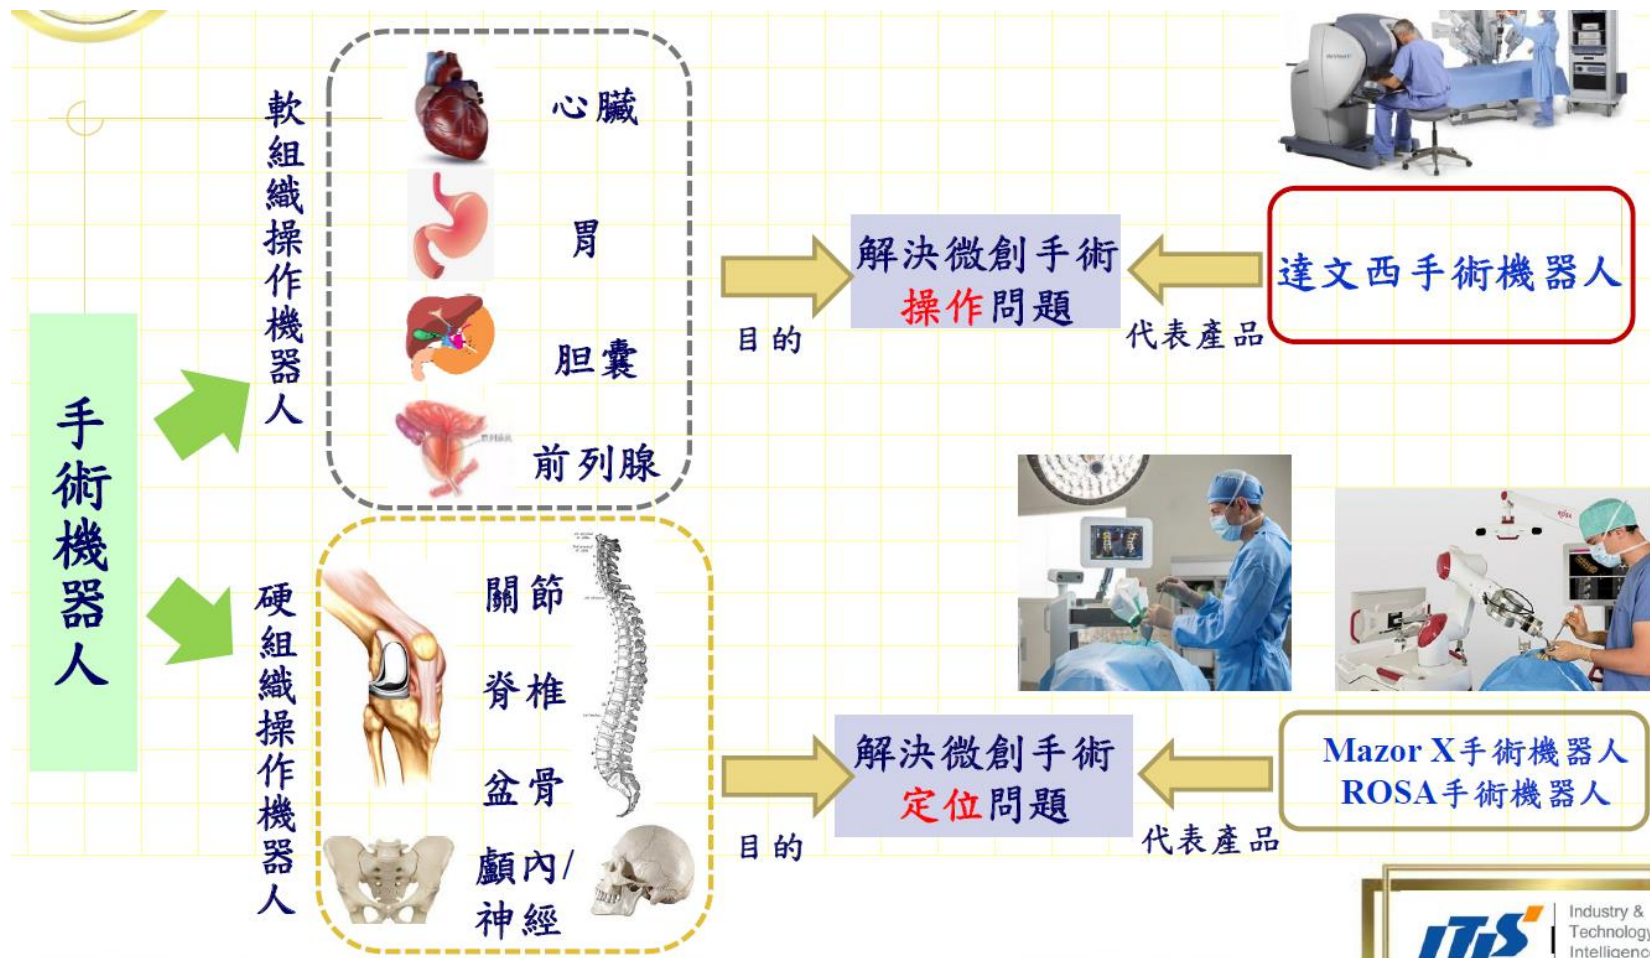 手術機器人
軟組織操作機器人
心臟
胃
胆囊
前列腺
目的
解決微創手術
操作問題
代表產品
達文西手術機器人
硬組織操作機器人
關節
脊椎
盆骨
顱內/
神經
目的
解決微創手術
定位問題
代表產品
Mazor X手術機器人
ROSA手術機器人
ITIS
Industry &
Technology
Intelligence